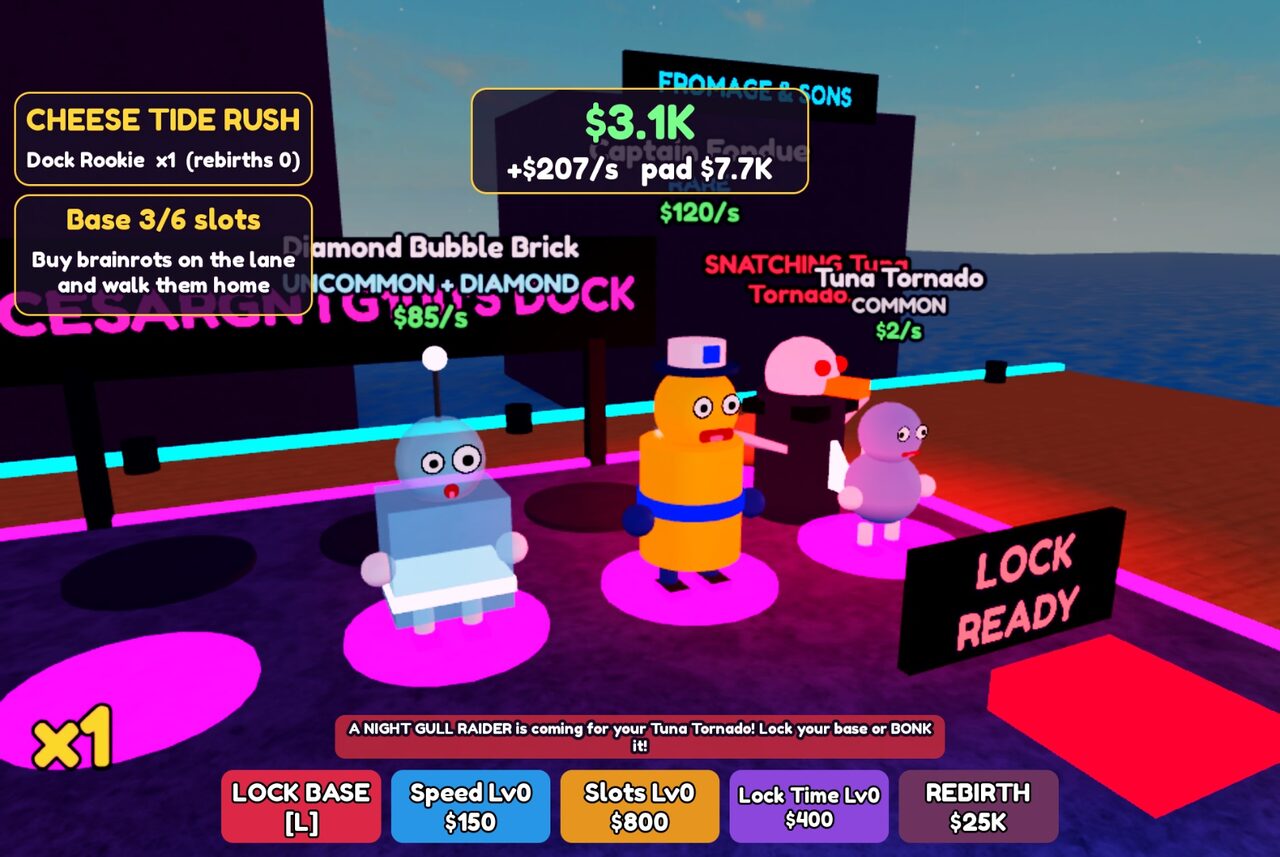 FROMAGE & SONS
CHEESE TIDE RUSH
Dock Rookie x1 (rebirths 0)
$3.1K
+$207/s pad $7.7K
Captain Fondue
RARE
$120/s
Base 3/6 slots
Buy brainrots on the lane
and walk them home
Diamond Bubble Brick
UNCOMMON + DIAMOND
$85/s
SNATCHING Tuna
Tornado
Tuna Tornado
COMMON
$2/s
DOCK
LOCK
READY
x1
A NIGHT GULL RAIDER is coming for your Tuna Tornado! Lock your base or BONK
it!
LOCK BASE
[L]
Speed Lv0
$150
Slots Lv0
$800
Lock Time Lv0
$400
REBIRTH
$25K